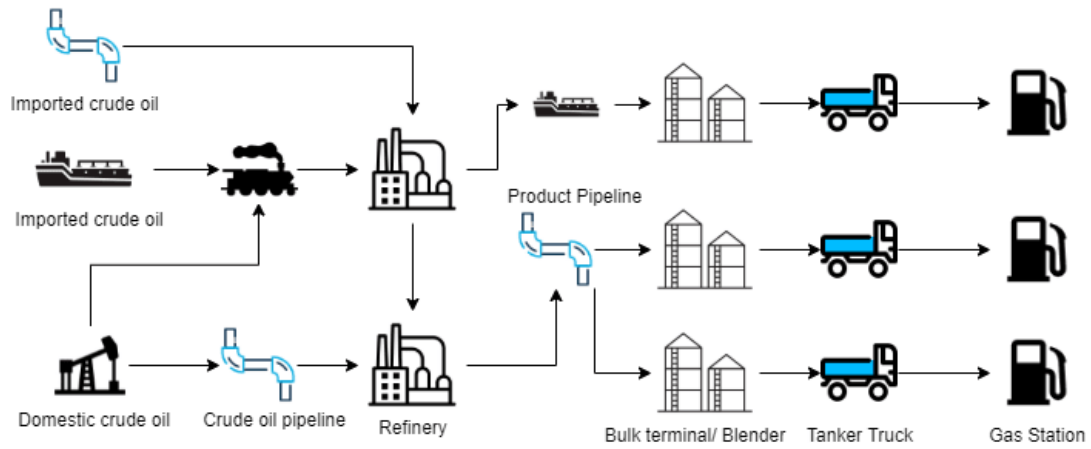 Imported crude oil
Imported crude oil
Product Pipeline
Domestic crude oil
Crude oil pipeline
Refinery
Bulk terminal/ Blender
Tanker Truck
Gas Station